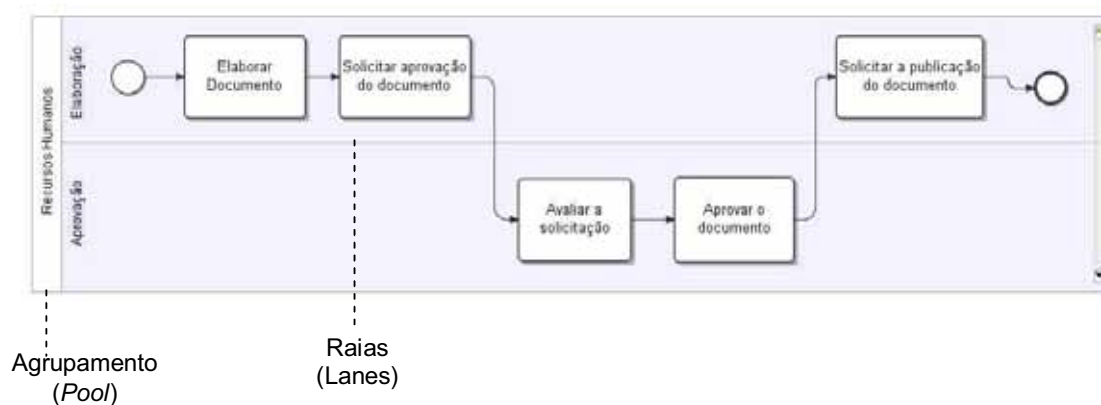 Recursos Humanos
Elaboração
Elaborar
Documento
Solicitar aprovação
do documento
Solicitar a publicação
do documento
Aprovação
Avaliar a
solicitação
Aprovar o
documento
Agrupamento
(Pool)
Raias
(Lanes)